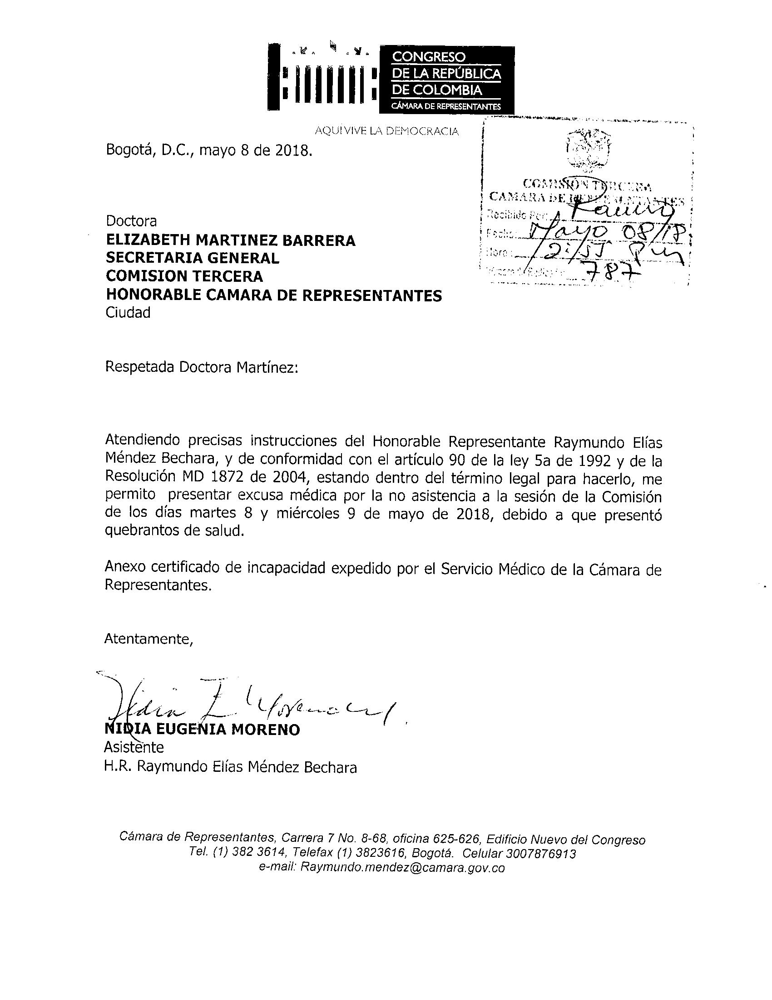 CONGRESO
DE LA REPÚBLICA
DE COLOMBIA
CÁMARA DE REPRESENTANTES
AQUÍ VIVE LA DEMOCRACIA
Bogotá, D.C., mayo 8 de 2018.
COMISIÓN TERCERA
CAMARA DE REPRESENTANTES
Recibido Por:
Fecha: Mayo 08/18
Hora: Pm
787
Doctora
ELIZABETH MARTINEZ BARRERA
SECRETARIA GENERAL
COMISION TERCERA
HONORABLE CAMARA DE REPRESENTANTES
Ciudad
Respetada Doctora Martínez:
Atendiendo precisas instrucciones del Honorable Representante Raymundo Elías
Méndez Bechara, y de conformidad con el artículo 90 de la ley 5a de 1992 y de la
Resolución MD 1872 de 2004, estando dentro del término legal para hacerlo, me
permito presentar excusa médica por la no asistencia a la sesión de la Comisión
de los días martes 8 y miércoles 9 de mayo de 2018, debido a que presentó
quebrantos de salud.
Anexo certificado de incapacidad expedido por el Servicio Médico de la Cámara de
Representantes.
Atentamente,
Nidia E Moreno
NIDIA EUGENIA MORENO
Asistente
H.R. Raymundo Elías Méndez Bechara
Cámara de Representantes, Carrera 7 No. 8-68, oficina 625-626, Edificio Nuevo del Congreso
Tel. (1) 382 3614, Telefax (1) 3823616, Bogotá. Celular 3007876913
e-mail: Raymundo.mendez@camara.gov.co